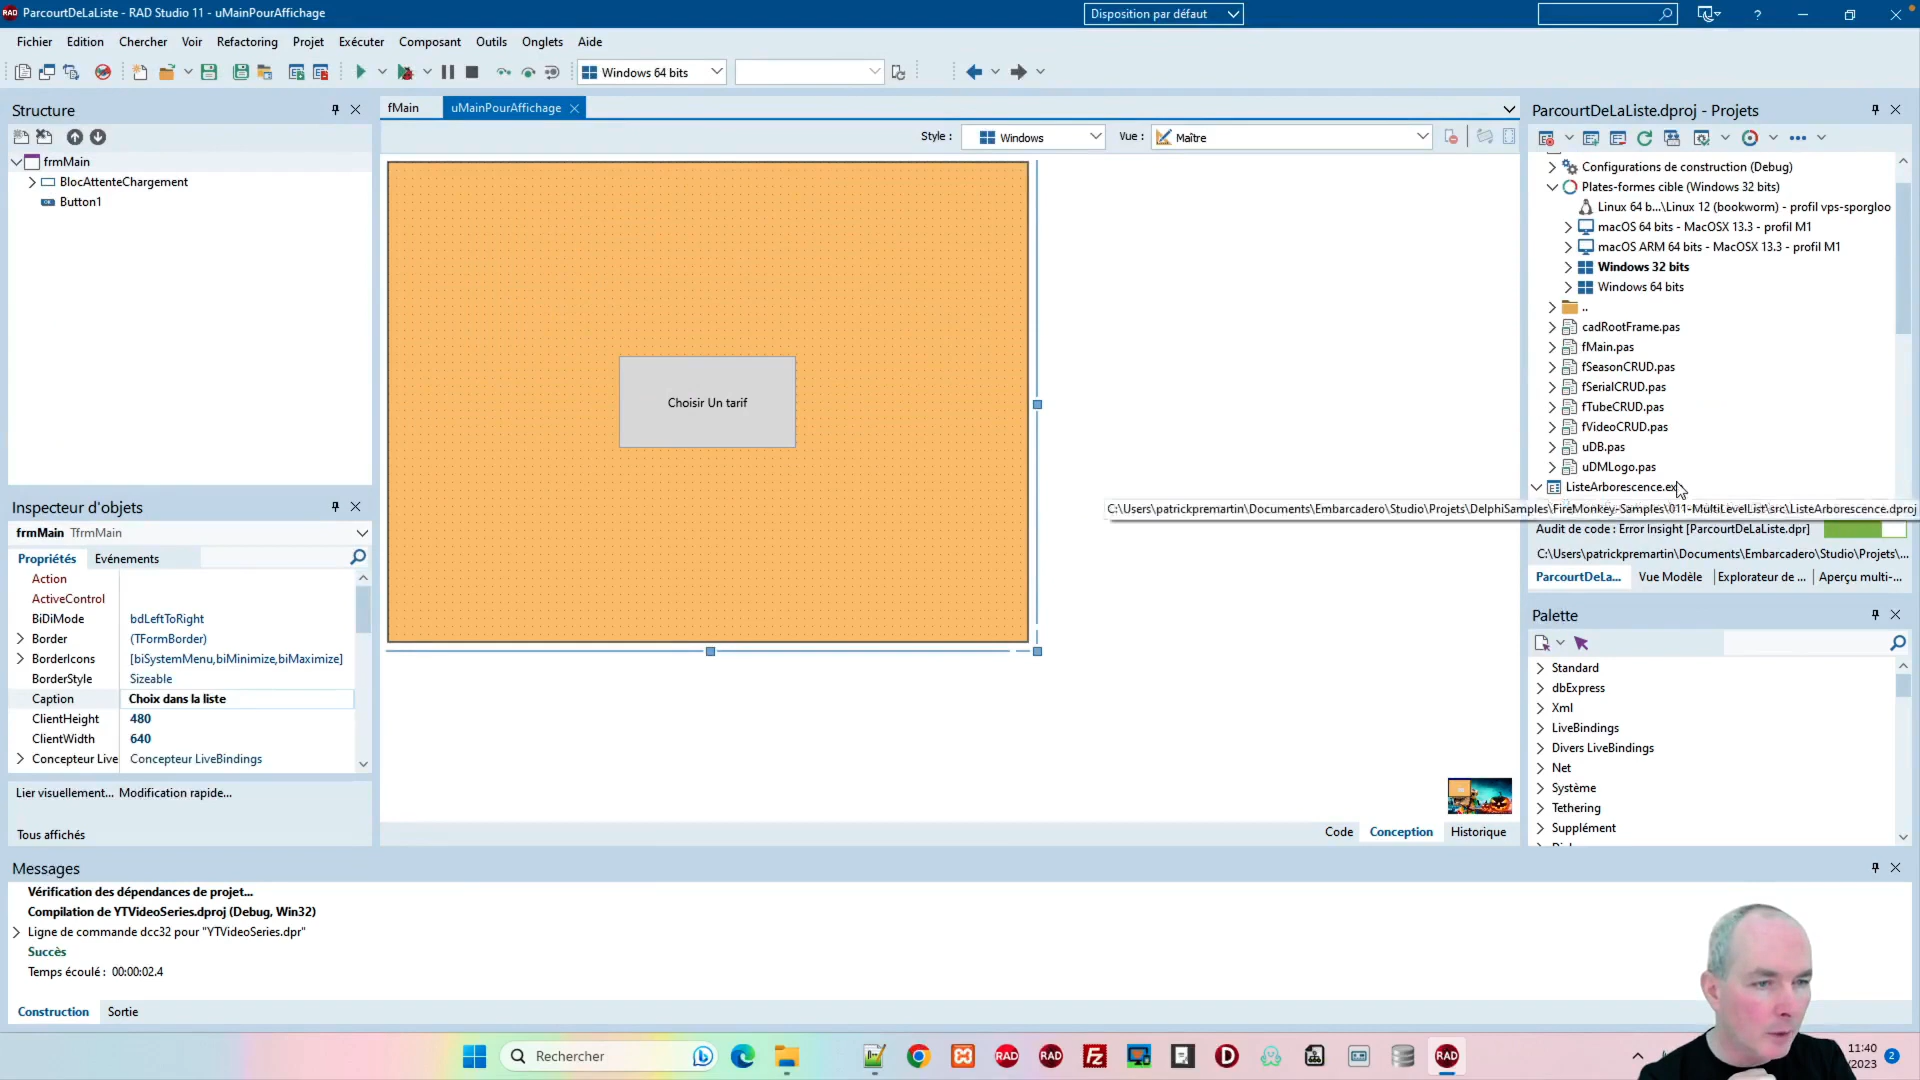 ParcourtDeLaListe - RAD Studio 11 - uMainPourAffichage
Disposition par défaut
Fichier Edition Chercher Voir Refactoring Projet Exécuter Composant Outils Onglets Aide
Windows 64 bits
Structure
frmMain
BlocAttenteChargement
Button1
fMain uMainPourAffichage
Style : Windows Vue : Maître
Choisir Un tarif
Code Conception Historique
Inspecteur d'objets
frmMain TfrmMain
Propriétés Evénements
Action
ActiveControl
BiDiMode bdLeftToRight
Border (TFormBorder)
BorderIcons [biSystemMenu,biMinimize,biMaximize]
BorderStyle Sizeable
Caption Choix dans la liste
ClientHeight 480
ClientWidth 640
Concepteur Live Concepteur LiveBindings
Lier visuellement... Modification rapide...
Tous affichés
ParcourtDeLaListe.dproj - Projets
Configurations de construction (Debug)
Plates-formes cible (Windows 32 bits)
Linux 64 b...\Linux 12 (bookworm) - profil vps-sporgloo
macOS 64 bits - MacOSX 13.3 - profil M1
macOS ARM 64 bits - MacOSX 13.3 - profil M1
Windows 32 bits
Windows 64 bits
..
cadRootFrame.pas
fMain.pas
fSeasonCRUD.pas
fSerialCRUD.pas
fTubeCRUD.pas
fVideoCRUD.pas
uDB.pas
uDMLogo.pas
ListeArborescence.ex
C:\Users\patrickpremartin\Documents\Embarcadero\Studio\Projets\DelphiSamples\FireMonkey-Samples\011-MultiLevelList\src\ListeArborescence.dproj
Audit de code : Error Insight [ParcourtDeLaListe.dpr]
C:\Users\patrickpremartin\Documents\Embarcadero\Studio\Projets\...
ParcourtDeLa... Vue Modèle Explorateur de ... Aperçu multi-...
Palette
Standard
dbExpress
Xml
LiveBindings
Divers LiveBindings
Net
Système
Tethering
Supplément
Messages
Vérification des dépendances de projet...
Compilation de YTVideoSeries.dproj (Debug, Win32)
Ligne de commande dcc32 pour "YTVideoSeries.dpr"
Succès
Temps écoulé : 00:00:02.4
Construction Sortie
Rechercher
RAD RAD RAD
11:40
/2023
2